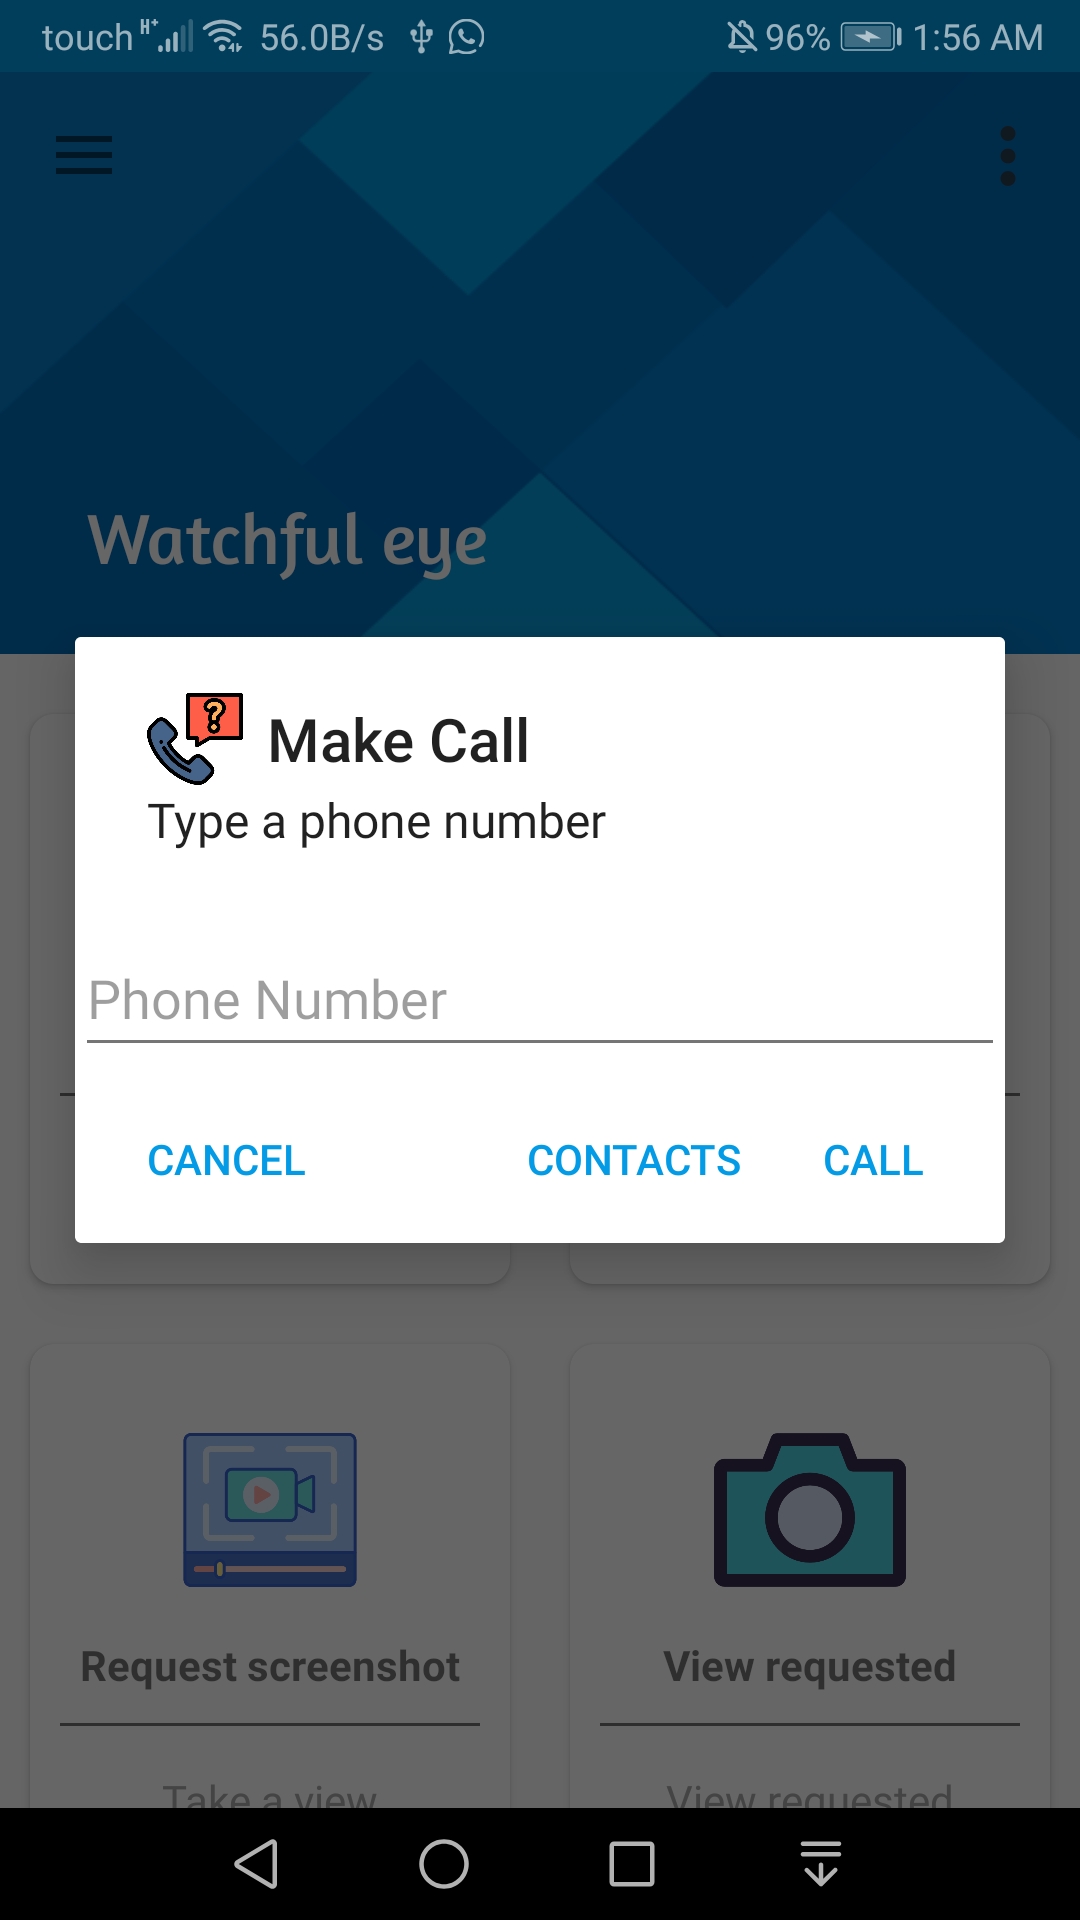 touch H+ 56.0B/s 96% 1:56 AM
Watchful eye
? Make Call
Type a phone number
Phone Number
CANCEL CONTACTS CALL
Request screenshot View requested
Take a view View requested